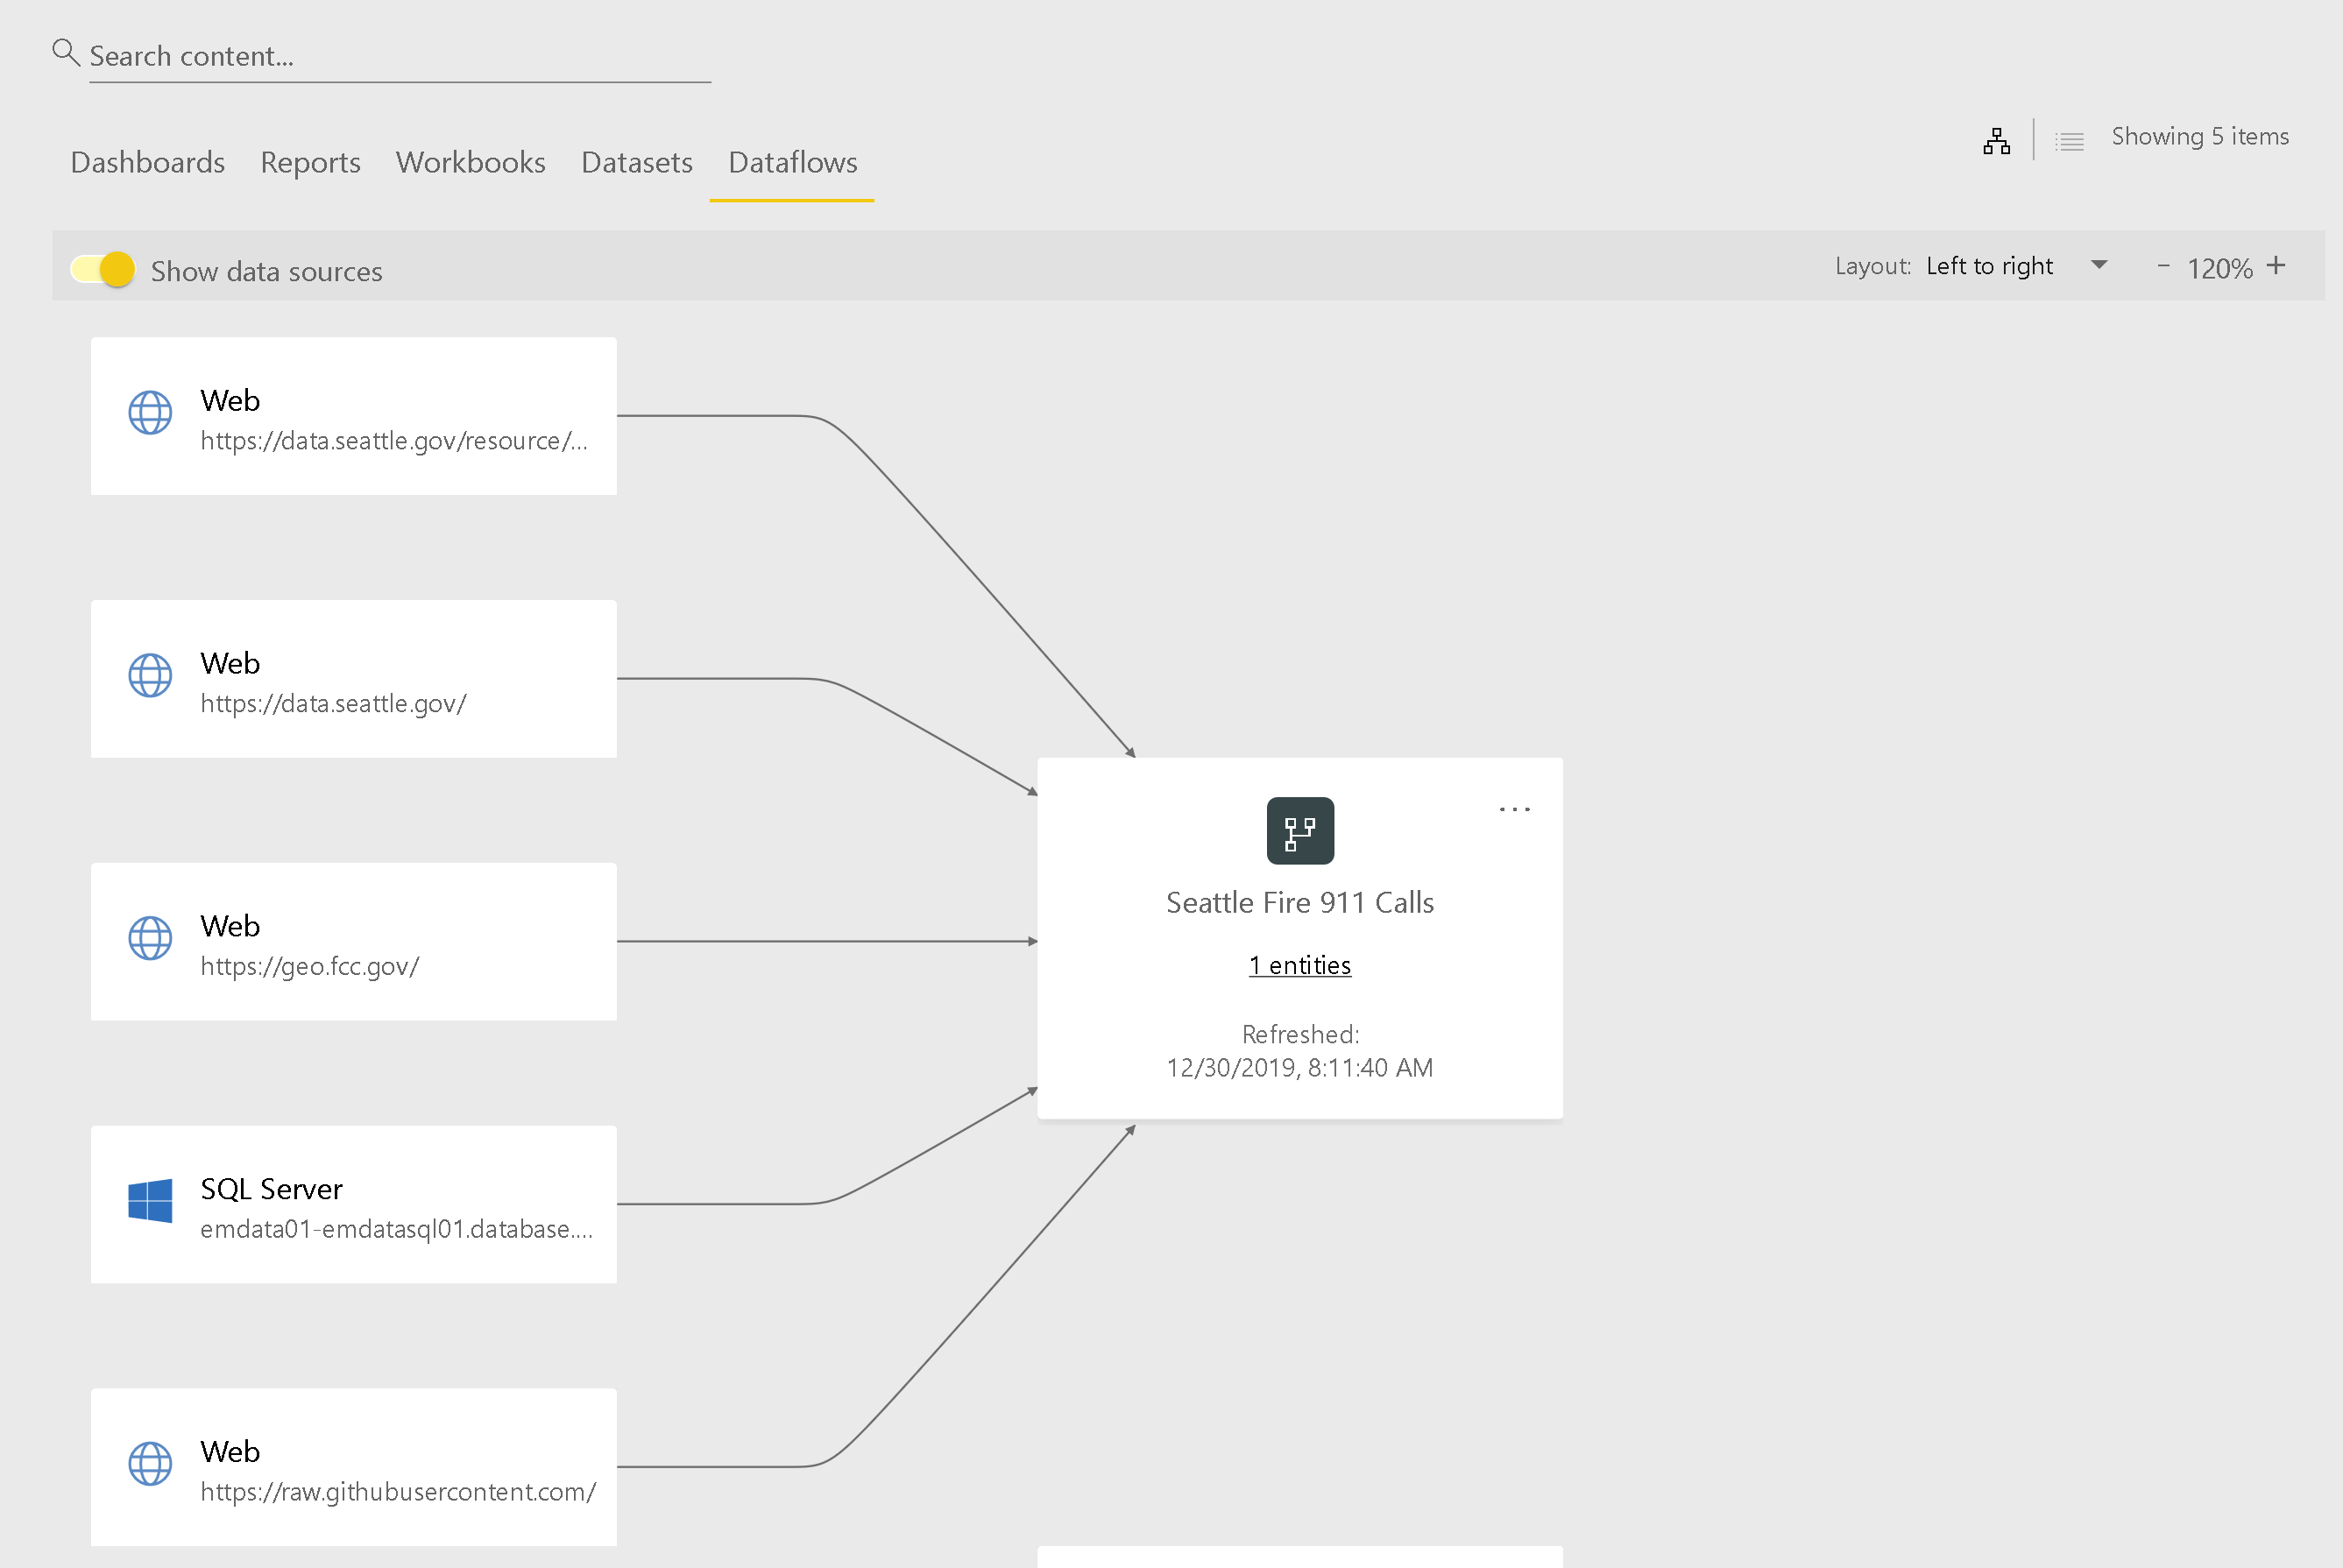 Search content...
Dashboards Reports Workbooks Datasets Dataflows
Showing 5 items
Show data sources
Layout: Left to right - 120% +
Web
https://data.seattle.gov/resource/...
Web
https://data.seattle.gov/
Web
https://geo.fcc.gov/
SQL Server
emdata01-emdatasql01.database....
Web
https://raw.githubusercontent.com/
...
Seattle Fire 911 Calls
1 entities
Refreshed:
12/30/2019, 8:11:40 AM